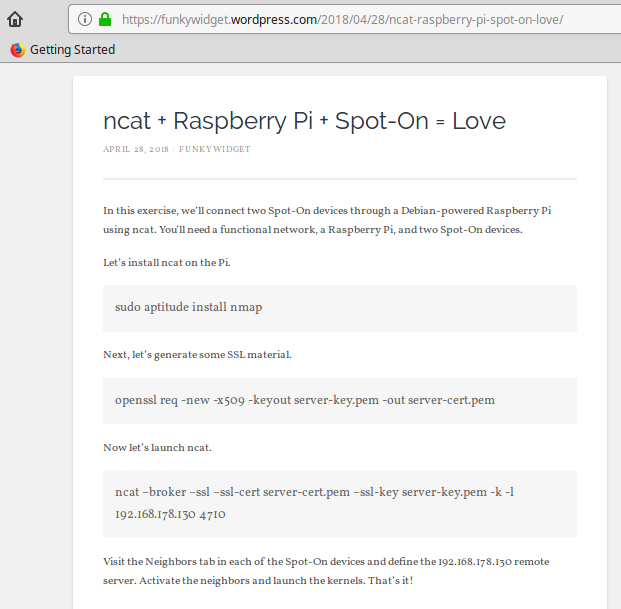 https://funkywidget.wordpress.com/2018/04/28/ncat-raspberry-pi-spot-on-love/
Getting Started
ncat + Raspberry Pi + Spot-On = Love
APRIL 28, 2018 / FUNKYWIDGET
In this exercise, we'll connect two Spot-On devices through a Debian-powered Raspberry Pi
using ncat. You'll need a functional network, a Raspberry Pi, and two Spot-On devices.
Let's install ncat on the Pi.
sudo aptitude install nmap
Next, let's generate some SSL material.
openssl req -new -x509 -keyout server-key.pem -out server-cert.pem
Now let's launch ncat.
ncat –broker –ssl –ssl-cert server-cert.pem –ssl-key server-key.pem -k -l
192.168.178.130 4710
Visit the Neighbors tab in each of the Spot-On devices and define the 192.168.178.130 remote
server. Activate the neighbors and launch the kernels. That's it!